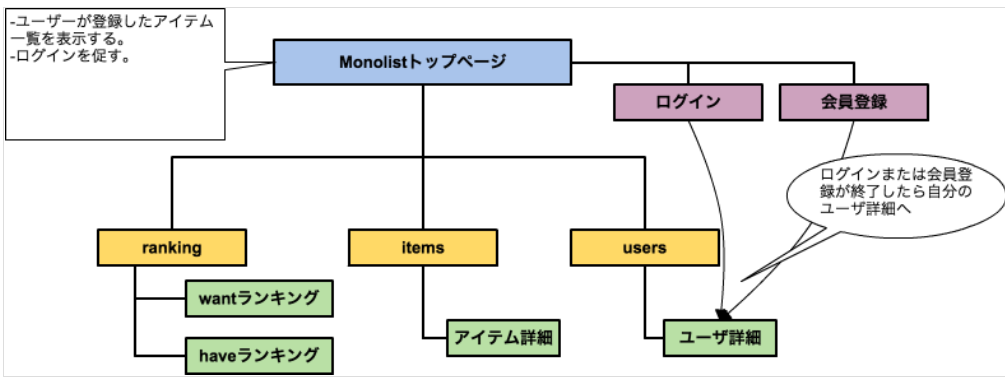 -ユーザーが登録したアイテム
一覧を表示する。
-ログインを促す。
Monolistトップページ
ログイン
会員登録
ログインまたは会員登
録が終了したら自分の
ユーザ詳細へ
ranking
items
users
wantランキング
haveランキング
アイテム詳細
ユーザ詳細